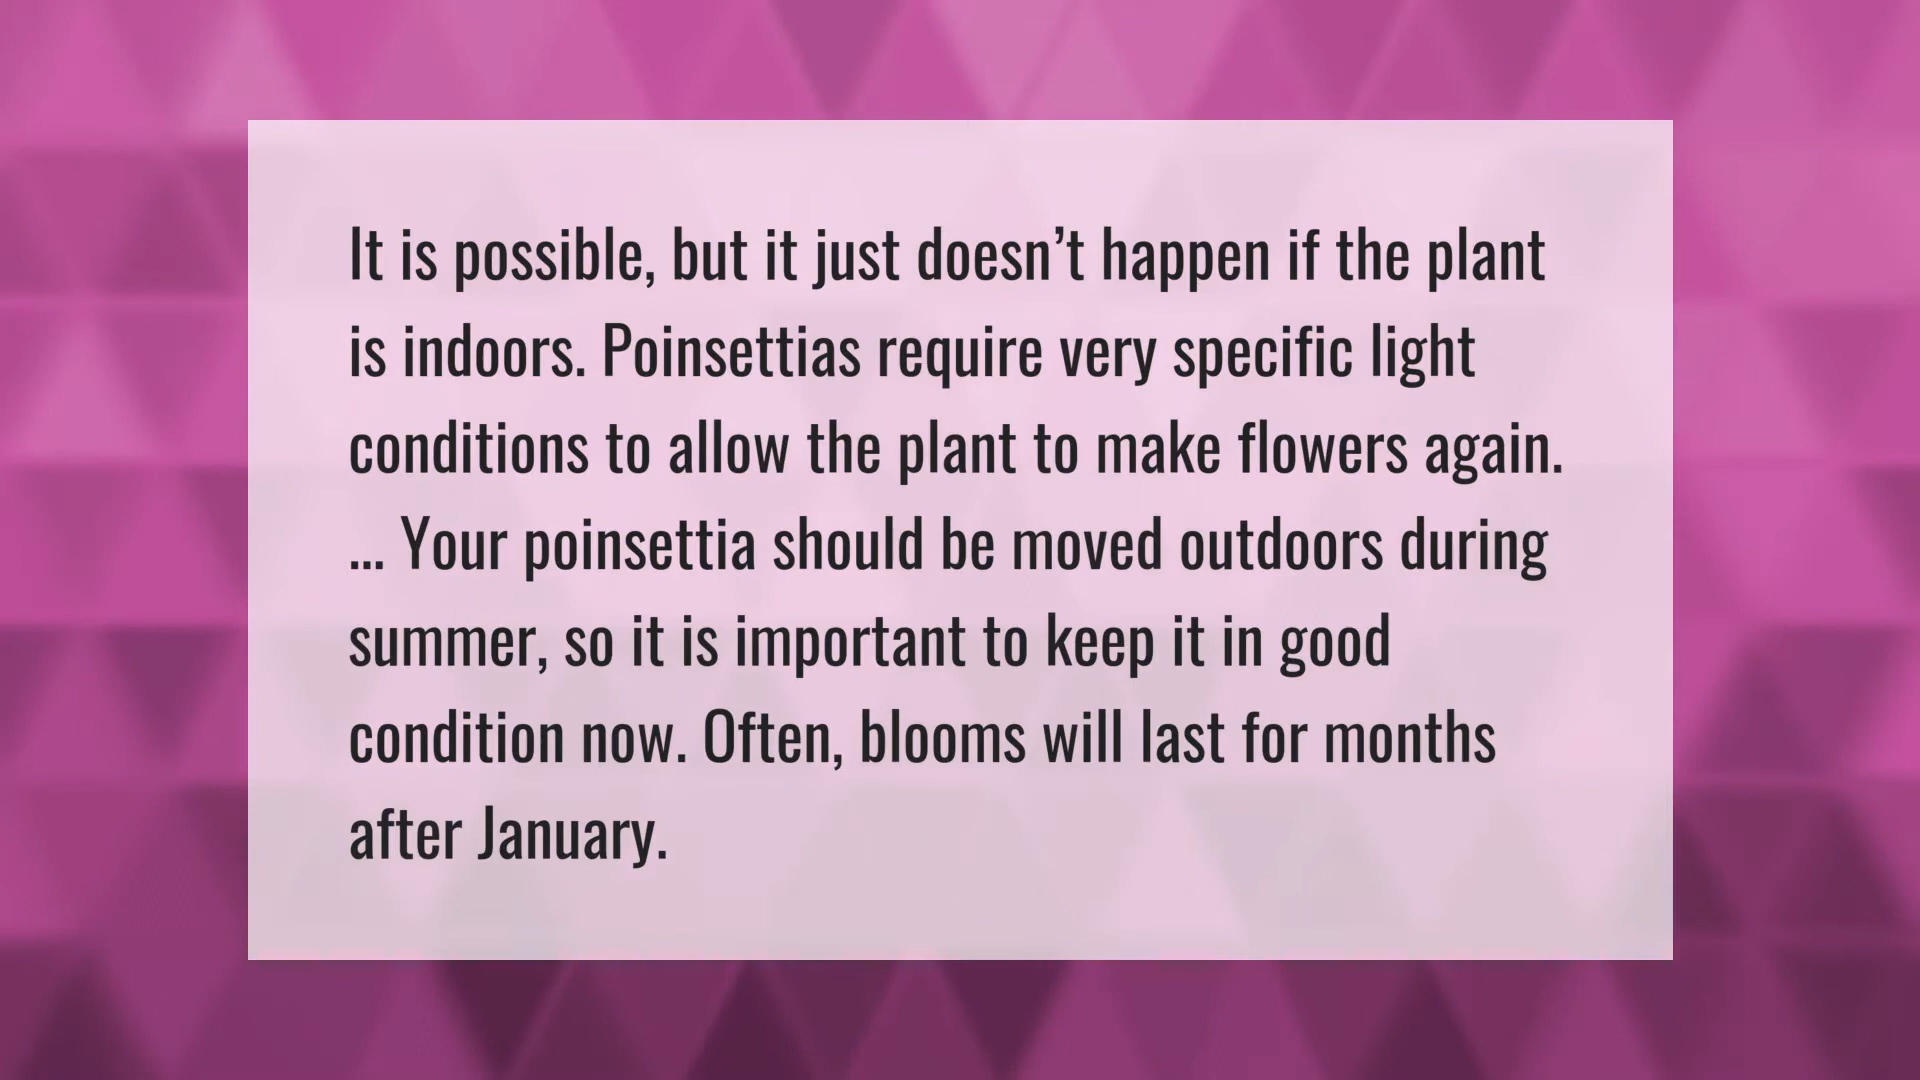 It is possible, but it just doesn’t happen if the plant
is indoors. Poinsettias require very specific light
conditions to allow the plant to make flowers again.
... Your poinsettia should be moved outdoors during
summer, so it is important to keep it in good
condition now. Often, blooms will last for months
after January.